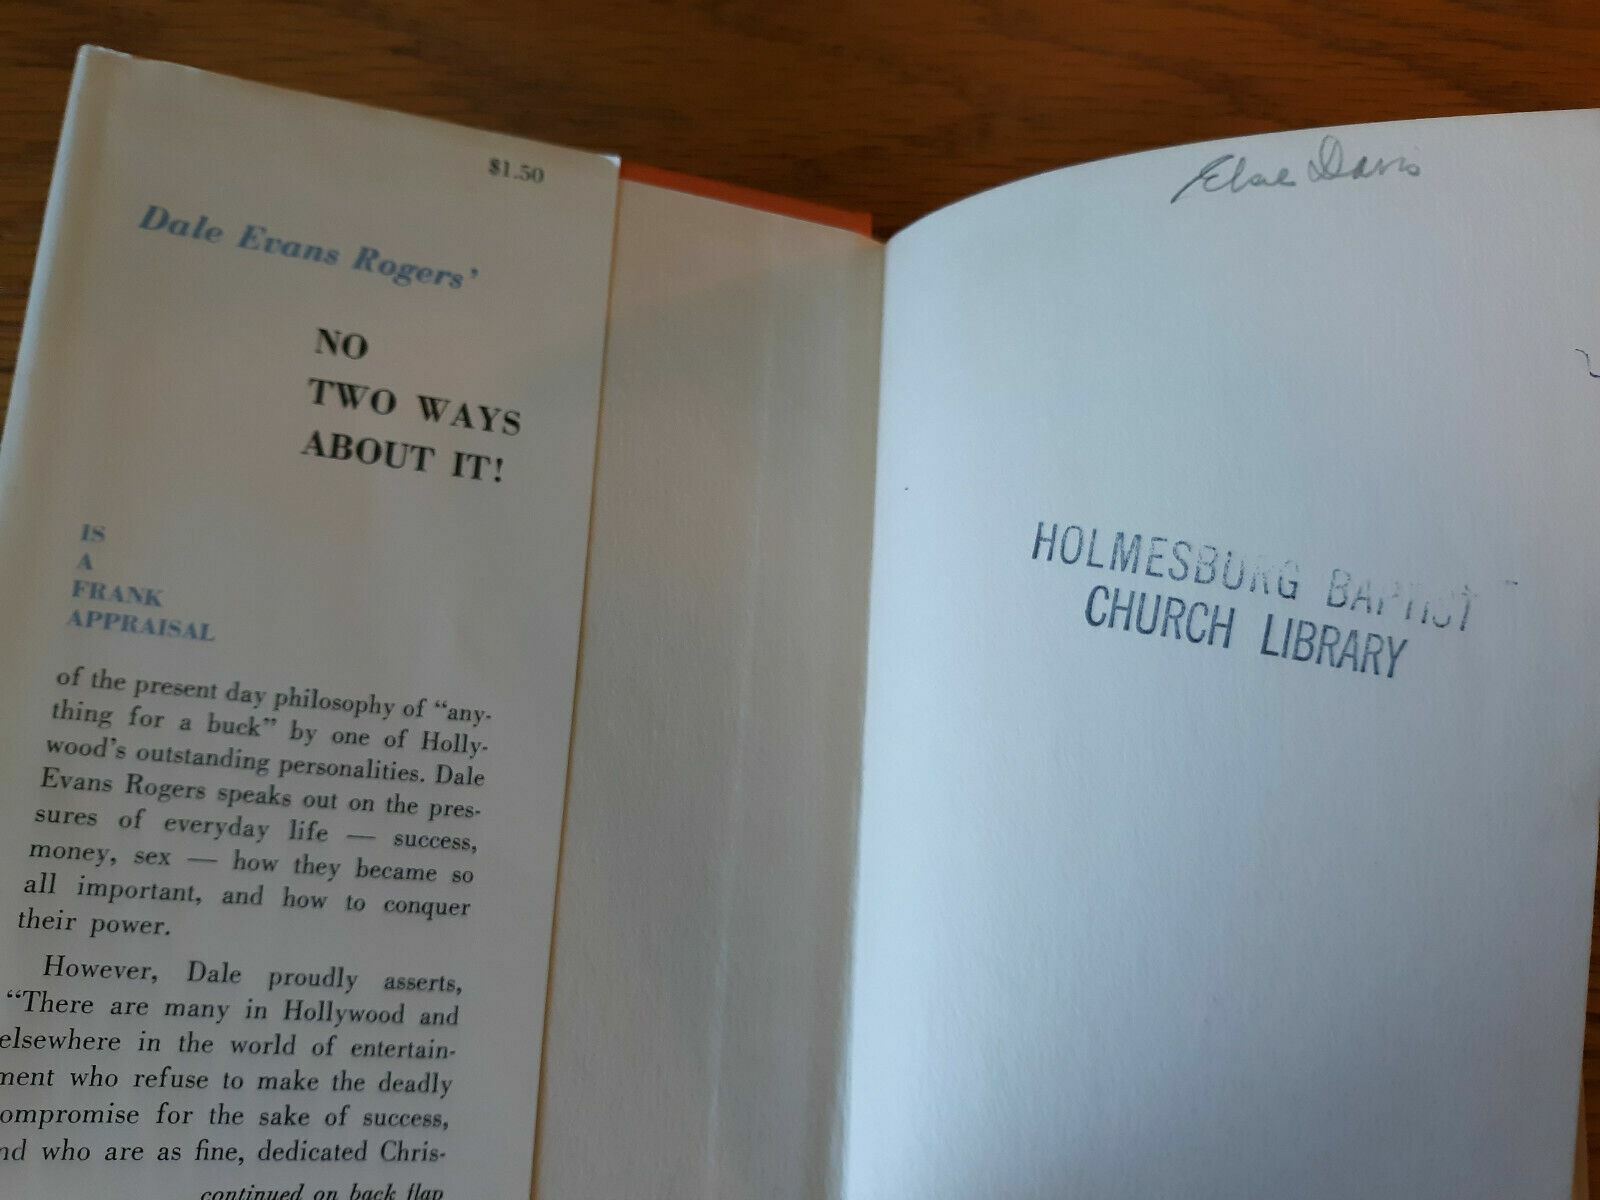 $1.50
Dale Evans Rogers’
NO
TWO WAYS
ABOUT IT!
IS
A
FRANK
APPRAISAL
of the present day philosophy of “any-
thing for a buck” by one of Holly-
wood’s outstanding personalities. Dale
Evans Rogers speaks out on the pres-
sures of everyday life — success,
money, sex — how they became so
all important, and how to conquer
their power.
However, Dale proudly asserts,
“There are many in Hollywood and
elsewhere in the world of entertain-
ment who refuse to make the deadly
ompromise for the sake of success,
nd who are as fine, dedicated Chris-
continued on back flap
Davis
HOLMESBURG BAPTIST
CHURCH LIBRARY